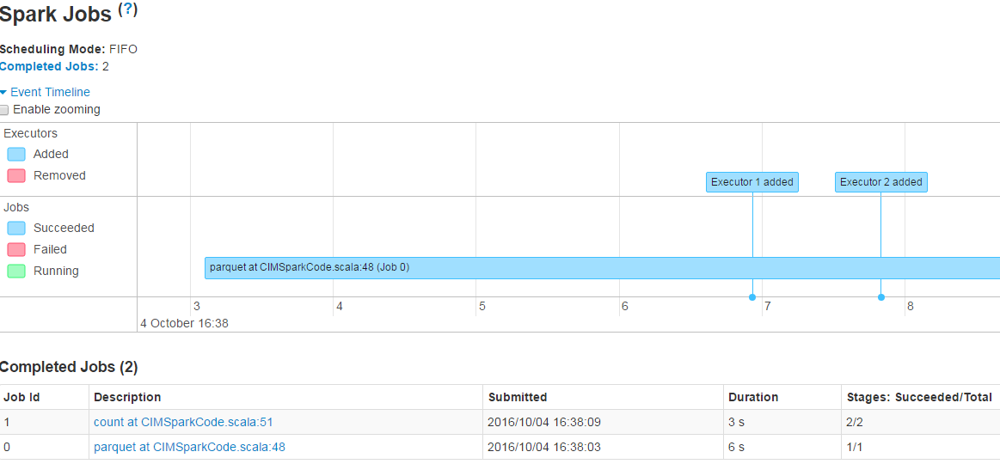 Spark Jobs (?)
Scheduling Mode: FIFO
Completed Jobs: 2
Event Timeline
Enable zooming
Executors
Added
Removed
Executor 1 added
Executor 2 added
Jobs
Succeeded
Failed
Running
parquet at CIMSparkCode.scala:48 (Job 0)
3 4 5 6 7 8
4 October 16:38
Completed Jobs (2)
Job Id Description Submitted Duration Stages: Succeeded/Total
1 count at CIMSparkCode.scala:51 2016/10/04 16:38:09 3 s 2/2
0 parquet at CIMSparkCode.scala:48 2016/10/04 16:38:03 6 s 1/1